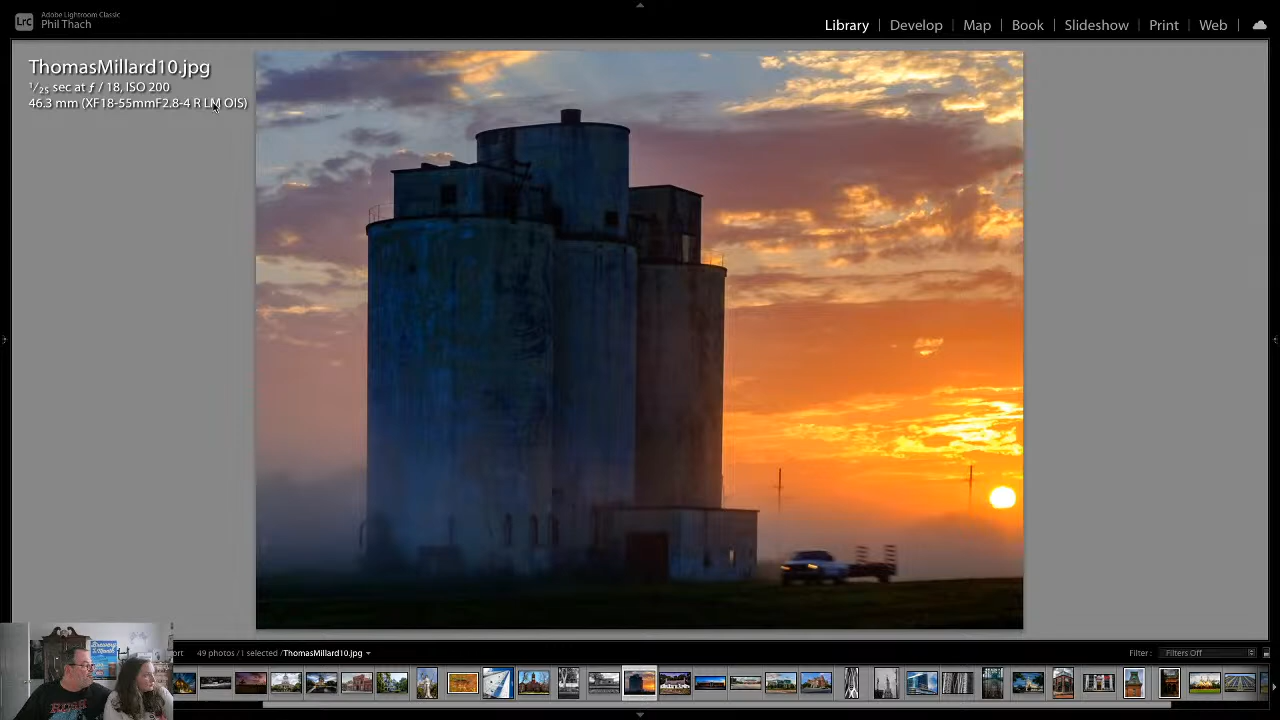 Lrc
Adobe Lightroom Classic
Phil Thach
Library
Develop
Map
Book
Slideshow
Print
Web
ThomasMillard10.jpg
1/25 sec at ƒ / 18, ISO 200
46.3 mm (XF18-55mmF2.8-4 R LM OIS)
49 photos / 1 selected / ThomasMillard10.jpg
Filter :
Filters Off
RUSH